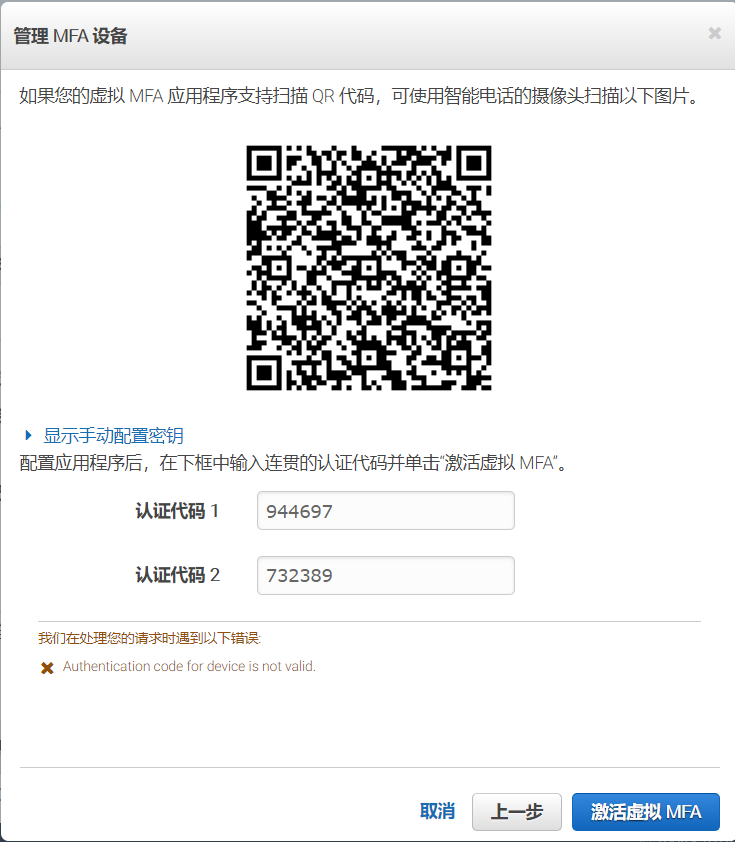 管理 MFA 设备
如果您的虚拟 MFA 应用程序支持扫描 QR 代码，可使用智能电话的摄像头扫描以下图片。
显示手动配置密钥
配置应用程序后，在下框中输入连贯的认证代码并单击“激活虚拟 MFA”。
认证代码 1 944697
认证代码 2 732389
我们在处理您的请求时遇到以下错误:
Authentication code for device is not valid.
取消 上一步 激活虚拟 MFA